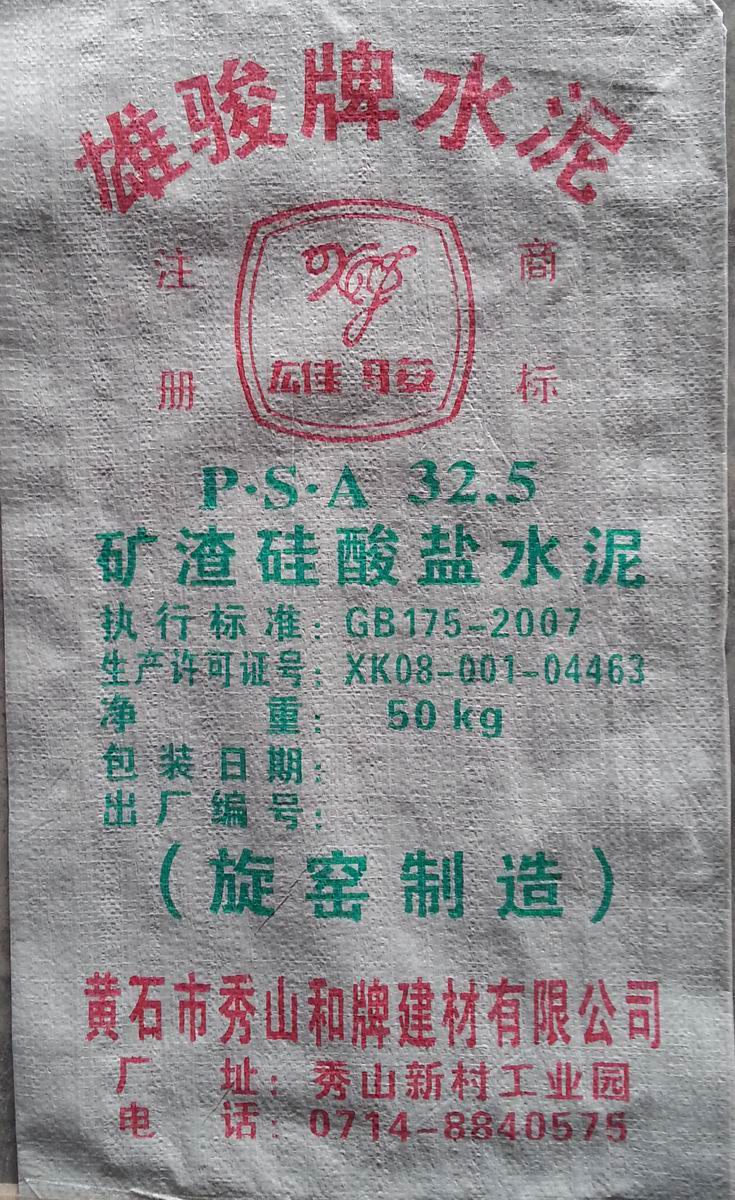 雄骏牌水泥
注册 商标
雄骏
P·S·A 32.5
矿渣硅酸盐水泥
执行标准：GB175-2007
生产许可证号：XK08-001-04463
净重：50kg
包装日期：
出厂编号：
（旋窑制造）
黄石市秀山和牌建材有限公司
厂址：秀山新村工业园
电话：0714-8840575